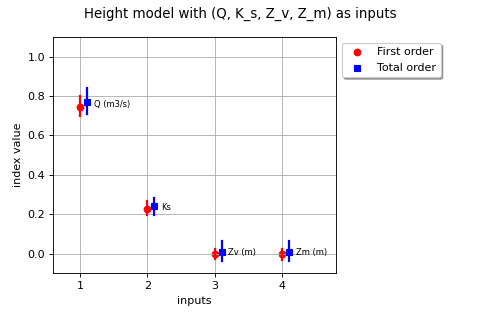 Height model with (Q, K_s, Z_v, Z_m) as inputs
First order
Total order
1.0
0.8
0.6
0.4
0.2
0.0
index value
Q (m3/s)
Ks
Zv (m)
Zm (m)
1 2 3 4
inputs